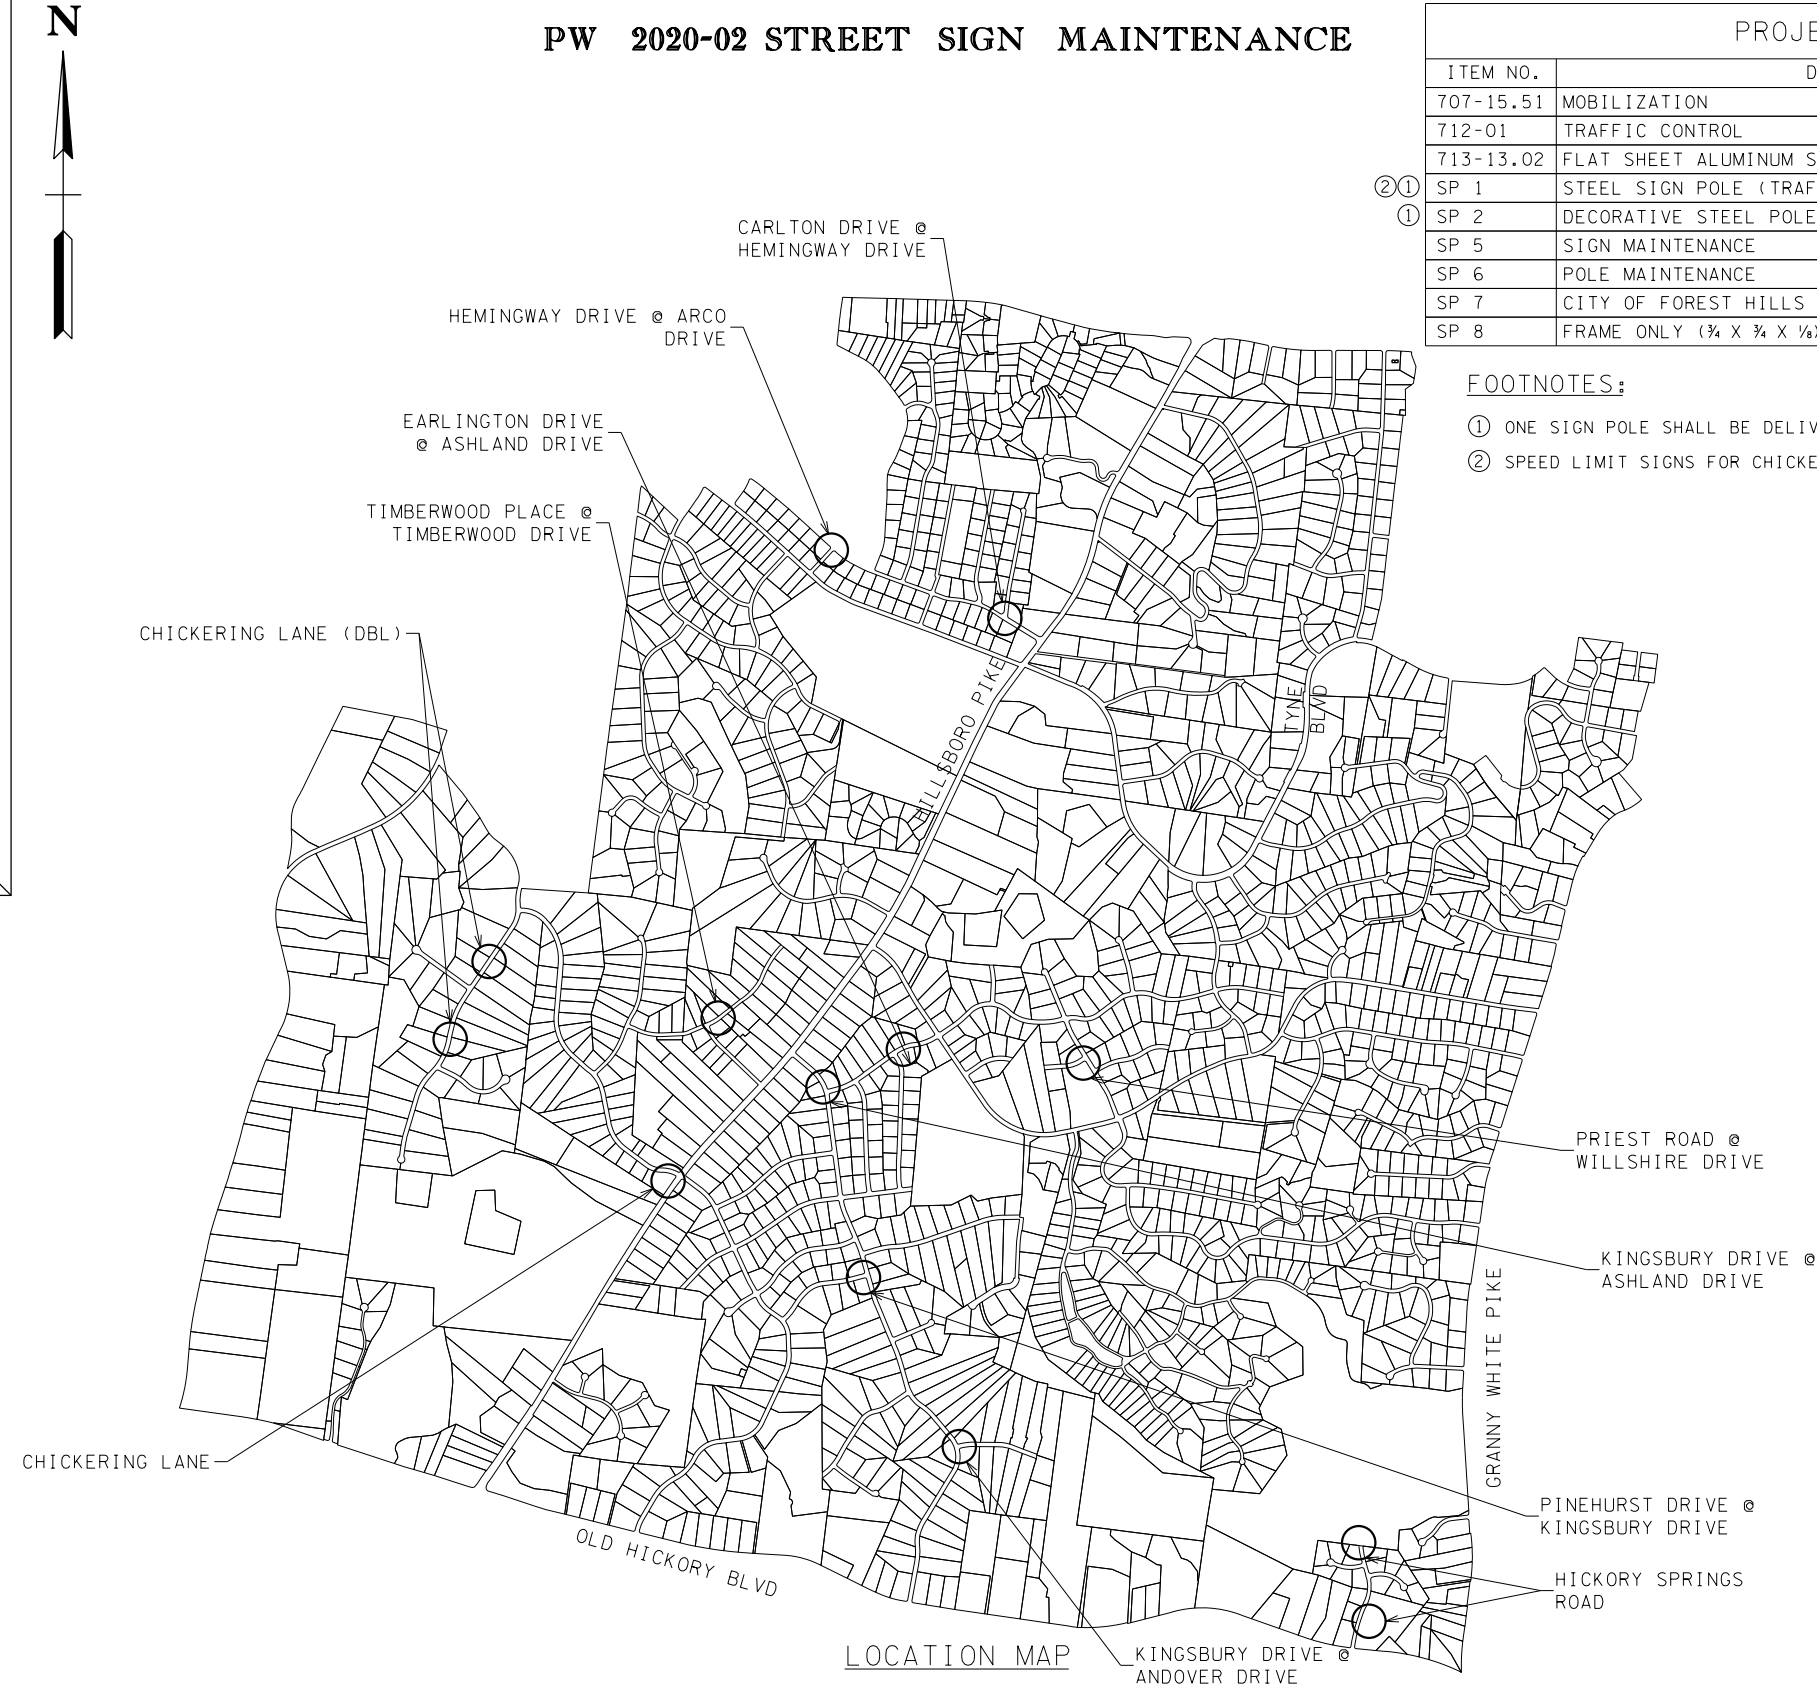 N
PW 2020-02 STREET SIGN MAINTENANCE
PROJE
ITEM NO.
D
707-15.51 MOBILIZATION
712-01 TRAFFIC CONTROL
713-13.02 FLAT SHEET ALUMINUM S
②① SP 1 STEEL SIGN POLE (TRAF
① SP 2 DECORATIVE STEEL POLE
SP 5 SIGN MAINTENANCE
SP 6 POLE MAINTENANCE
SP 7 CITY OF FOREST HILLS
SP 8 FRAME ONLY (¾ X ¾ X ⅛)
FOOTNOTES:
① ONE SIGN POLE SHALL BE DELIV
② SPEED LIMIT SIGNS FOR CHICKE
CARLTON DRIVE @
HEMINGWAY DRIVE
HEMINGWAY DRIVE @ ARCO
DRIVE
EARLINGTON DRIVE
@ ASHLAND DRIVE
TIMBERWOOD PLACE @
TIMBERWOOD DRIVE
CHICKERING LANE (DBL)
HILLSBORO PIKE
TYNE
BLVD
PRIEST ROAD @
WILLSHIRE DRIVE
KINGSBURY DRIVE @
ASHLAND DRIVE
GRANNY WHITE PIKE
CHICKERING LANE
PINEHURST DRIVE @
KINGSBURY DRIVE
OLD HICKORY BLVD
HICKORY SPRINGS
ROAD
LOCATION MAP
KINGSBURY DRIVE @
ANDOVER DRIVE